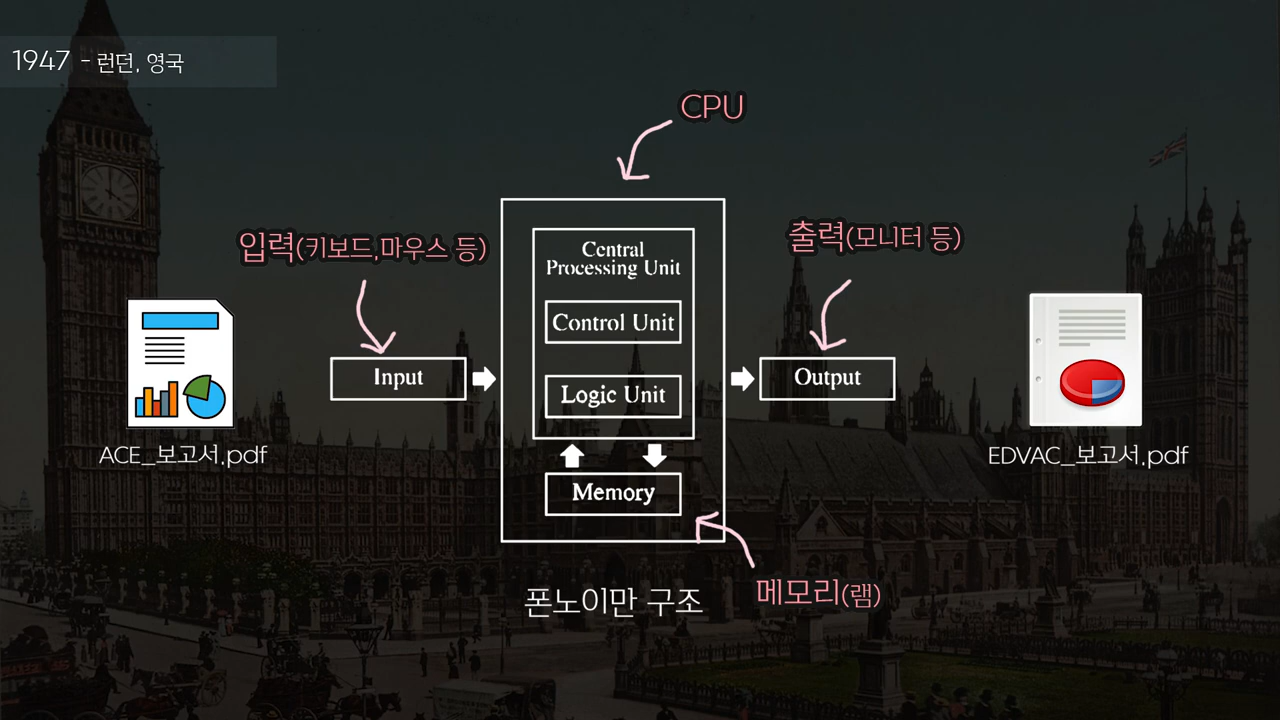 1947 - 런던, 영국
CPU
입력(키보드,마우스 등)
출력(모니터 등)
Central
Processing Unit
Control Unit
Input
Output
Logic Unit
ACE_보고서.pdf
EDVAC_보고서.pdf
Memory
폰노이만 구조
메모리(램)